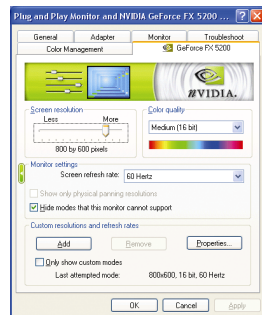 Plug and Play Monitor and NVIDIA GeForce FX 5200 ...
General Adapter Monitor Troubleshoot
Color Management GeForce FX 5200
NVIDIA.
Screen resolution
Less More
800 by 600 pixels
Color quality
Medium (16 bit)
Monitor settings
Screen refresh rate: 60 Hertz
Show only physical panning resolutions
Hide modes that this monitor cannot support
Custom resolutions and refresh rates
Add Remove Properties...
Only show custom modes
Last attempted mode: 800x600, 16 bit, 60 Hertz
OK Cancel Apply